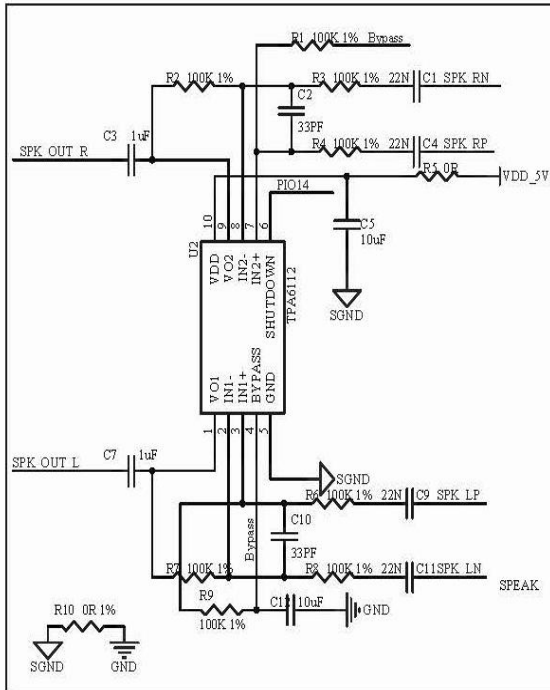 R1 100K 1% Bypass
R2 100K 1%
R3 100K 1% 22N C1 SPK RN
C2
33PF
C3 1uF
SPK OUT R
R4 100K 1% 22N C4 SPK RP
R5 0R
VDD_5V
PIO14
C5
10uF
SGND
10 9 8 7 6
U2
VDD VO2 IN2- IN2+ SHUTDOWN
TPA6112
VO1 IN1- IN1+ BYPASS GND
1 2 3 4 5
C7 1uF
SPK OUT L
SGND
R6 100K 1% 22N C9 SPK LP
Bypass
C10
33PF
R7 100K 1%
R8 100K 1% 22N C11 SPK LN
SPEAK
R9
100K 1%
10uF
GND
R10 0R 1%
SGND
GND